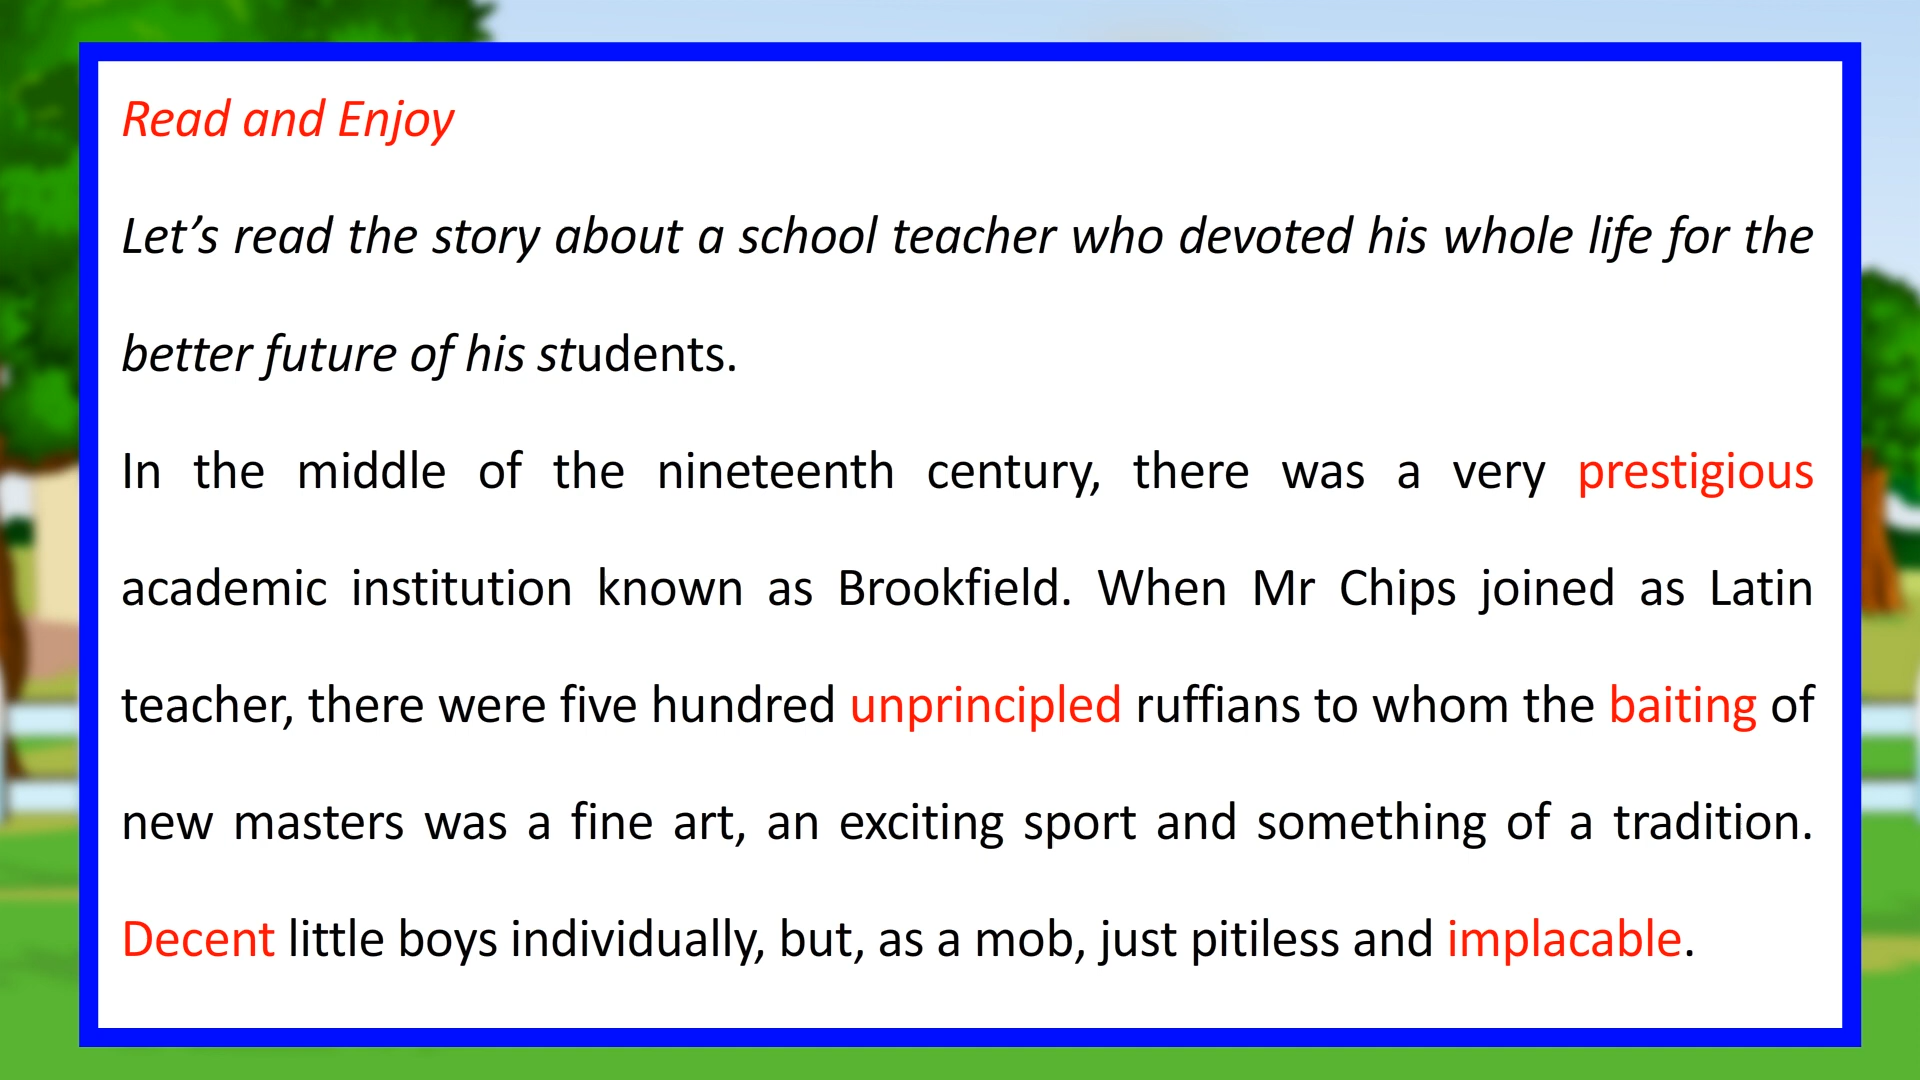 Read and Enjoy
Let’s read the story about a school teacher who devoted his whole life for the
better future of his students.
In the middle of the nineteenth century, there was a very prestigious
academic institution known as Brookfield. When Mr Chips joined as Latin
teacher, there were five hundred unprincipled ruffians to whom the baiting of
new masters was a fine art, an exciting sport and something of a tradition.
Decent little boys individually, but, as a mob, just pitiless and implacable.